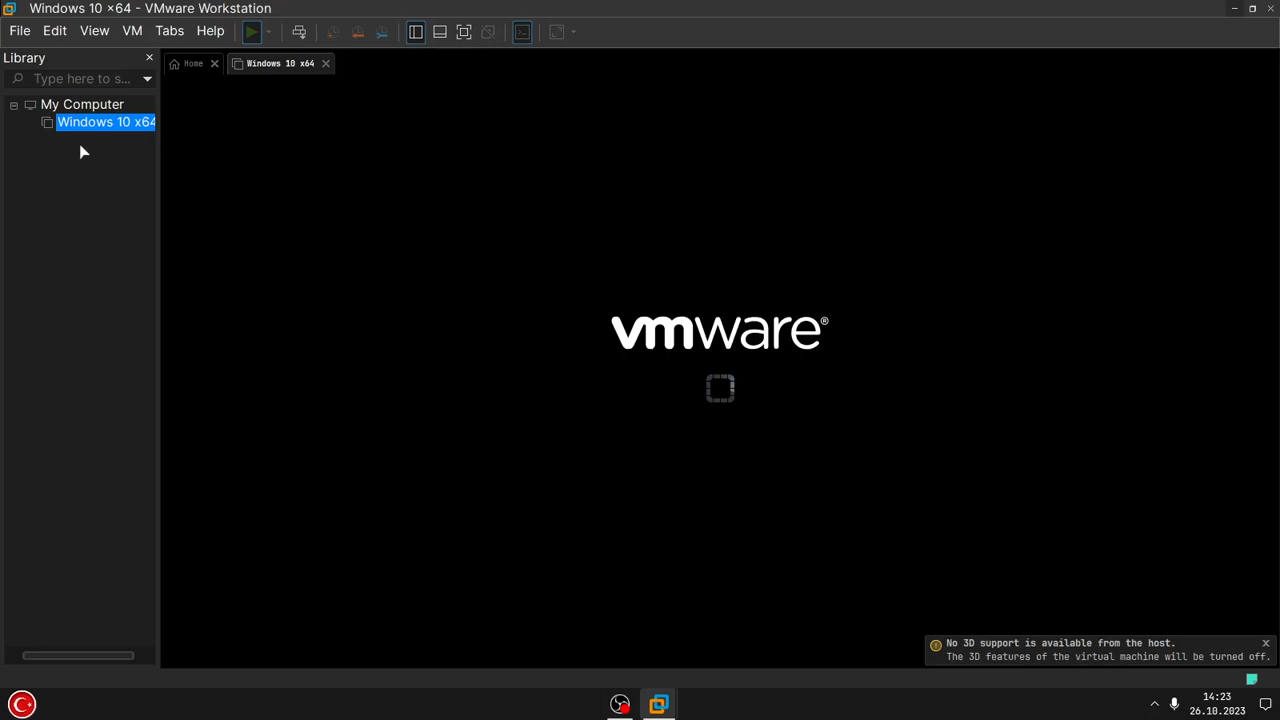 Windows 10 x64 - VMware Workstation
File Edit View VM Tabs Help
Library
Type here to s...
My Computer
Windows 10 x64
Home
Windows 10 x64
vmware®
No 3D support is available from the host.
The 3D features of the virtual machine will be turned off.
14:23
26.10.2023